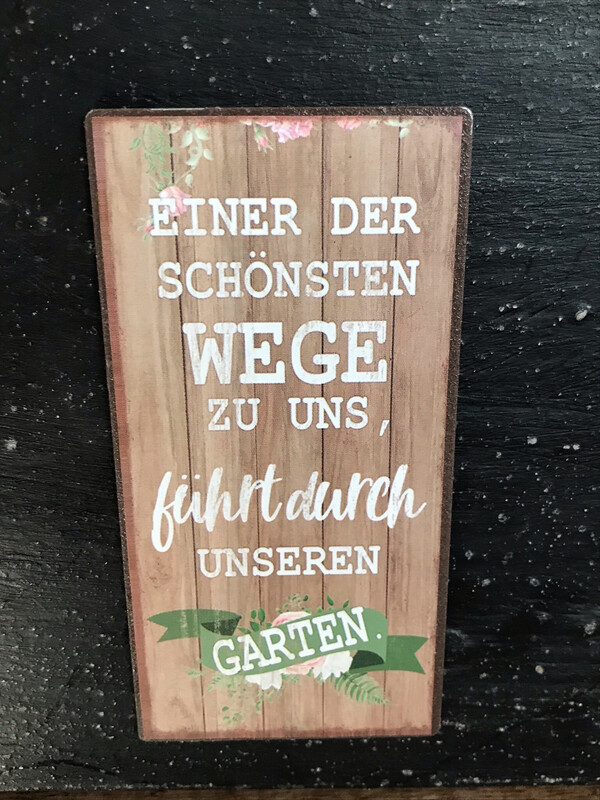 EINER DER
SCHÖNSTEN
WEGE
ZU UNS,
führt durch
UNSEREN
GARTEN.